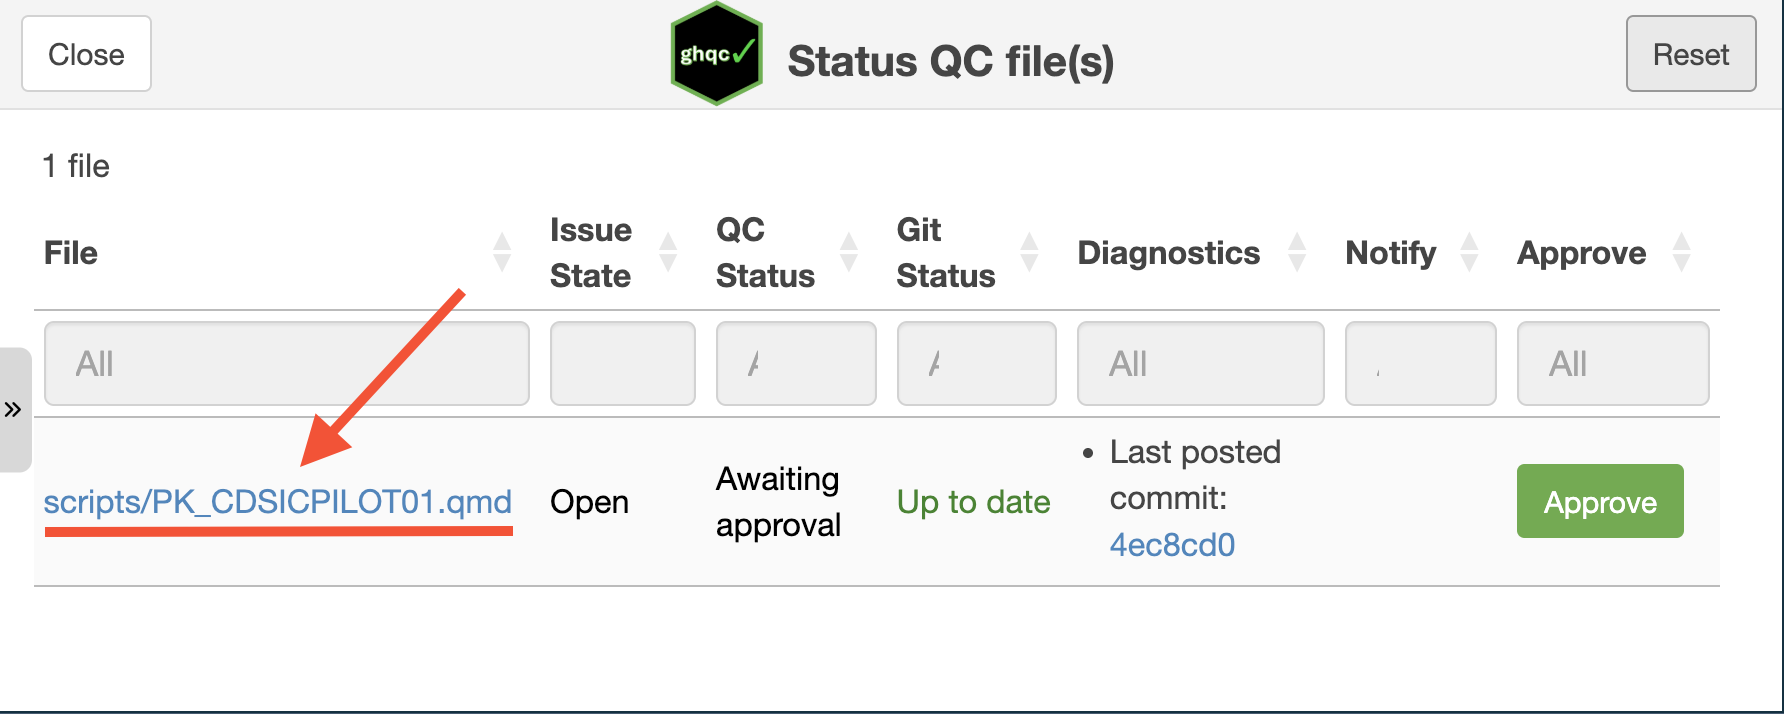 Close
ghqc
Status QC file(s)
Reset
1 file
File
Issue
State
QC
Status
Git
Status
Diagnostics
Notify
Approve
All
All
All
»
scripts/PK_CDSICPILOT01.qmd
Open
Awaiting
approval
Up to date
• Last posted
commit:
4ec8cd0
Approve